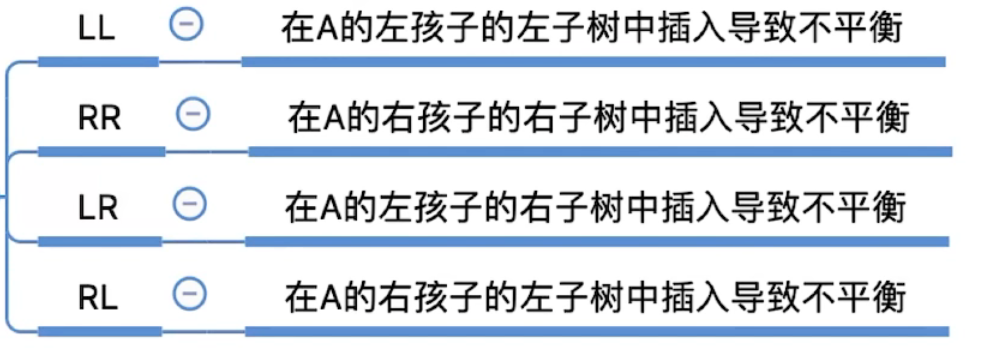 LL 在A的左孩子的左子树中插入导致不平衡
RR 在A的右孩子的右子树中插入导致不平衡
LR 在A的左孩子的右子树中插入导致不平衡
RL 在A的右孩子的左子树中插入导致不平衡